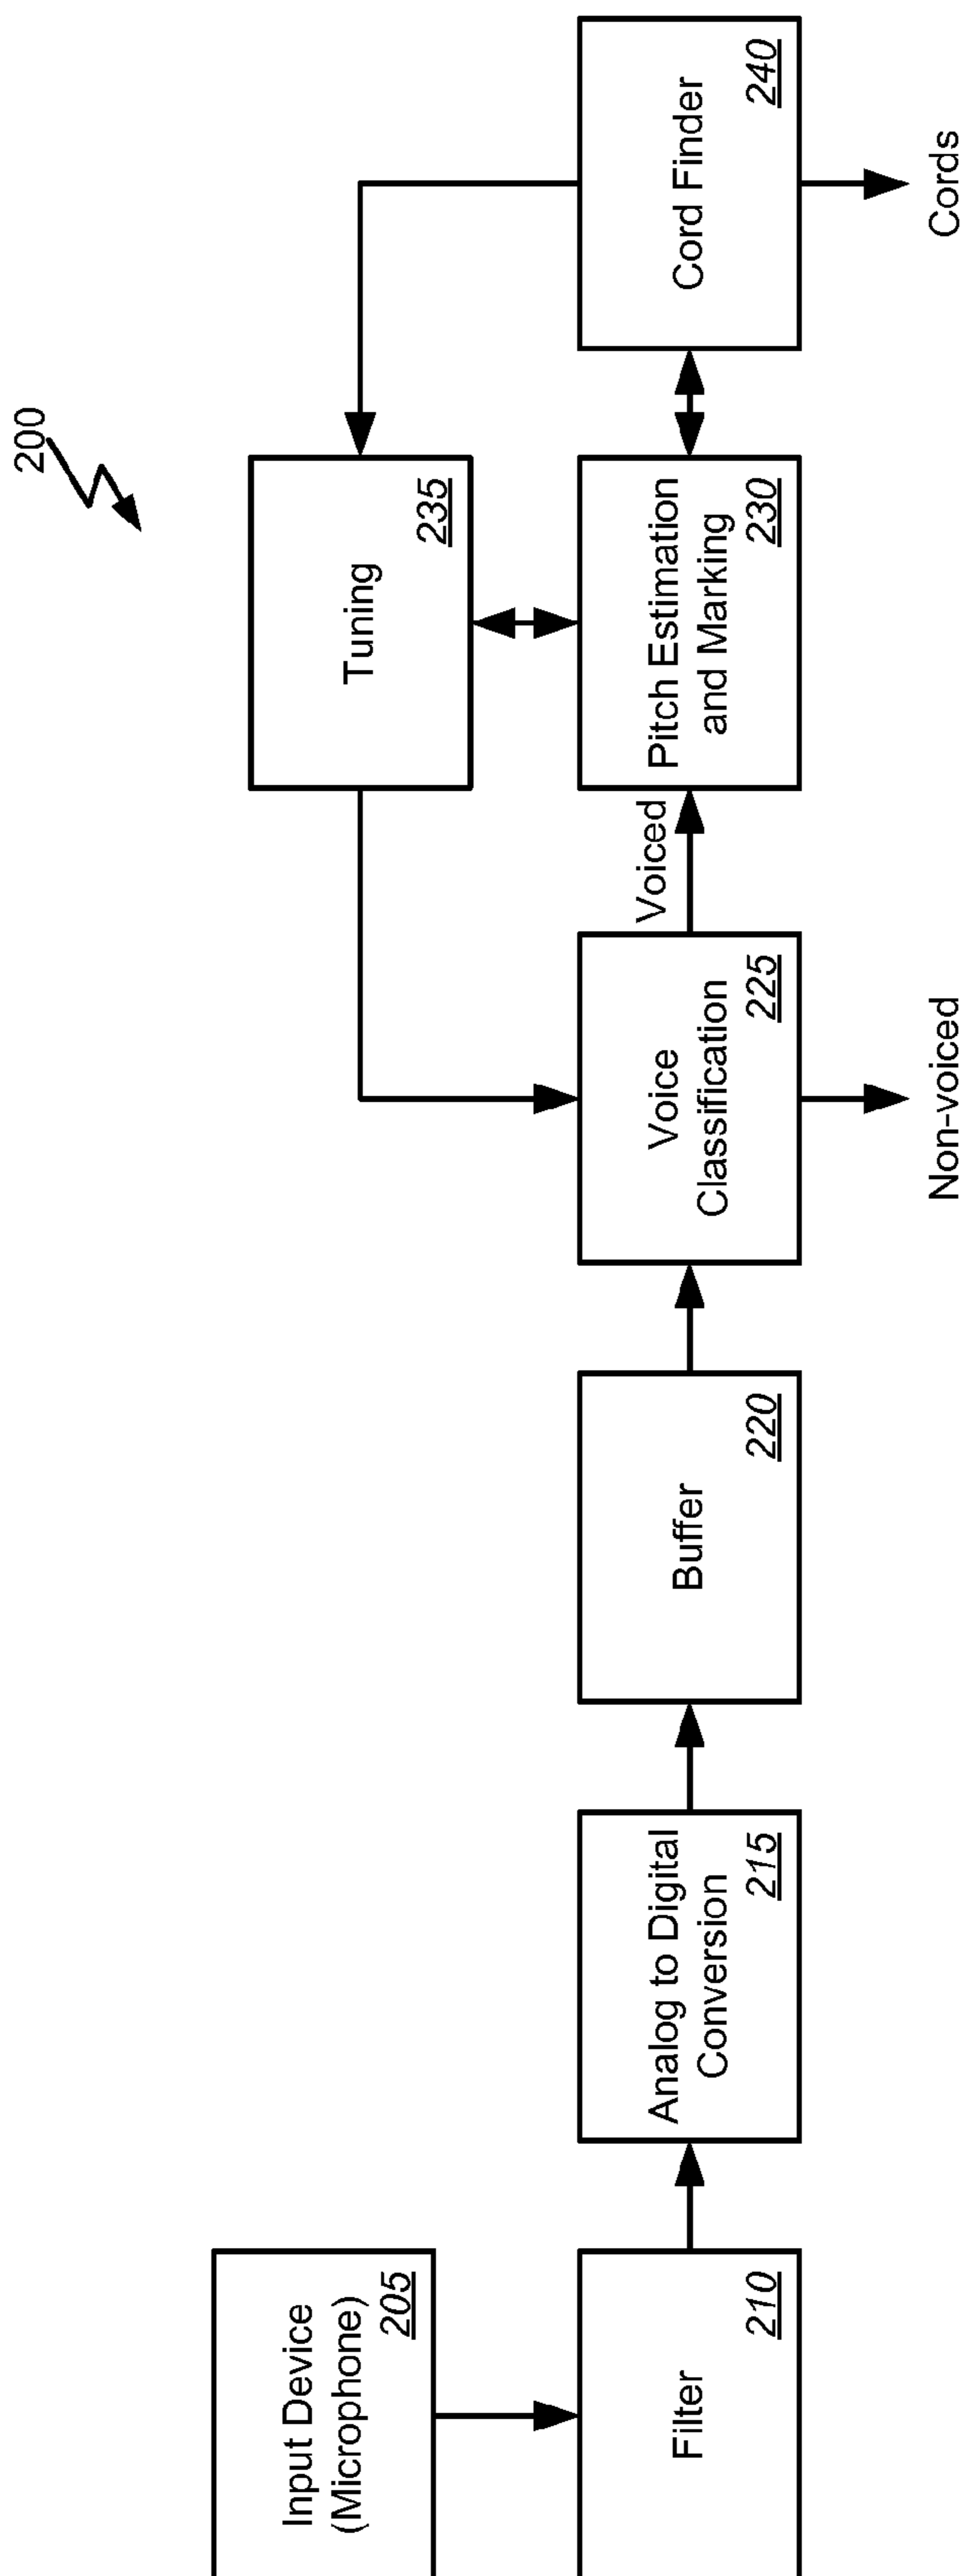 200
Input Device
(Microphone)
205
Filter
210
Analog to Digital
Conversion
215
Buffer
220
Voice
Classification
225
Non-voiced
Voiced
Tuning
235
Pitch Estimation
and Marking
230
Cord Finder
240
Cords